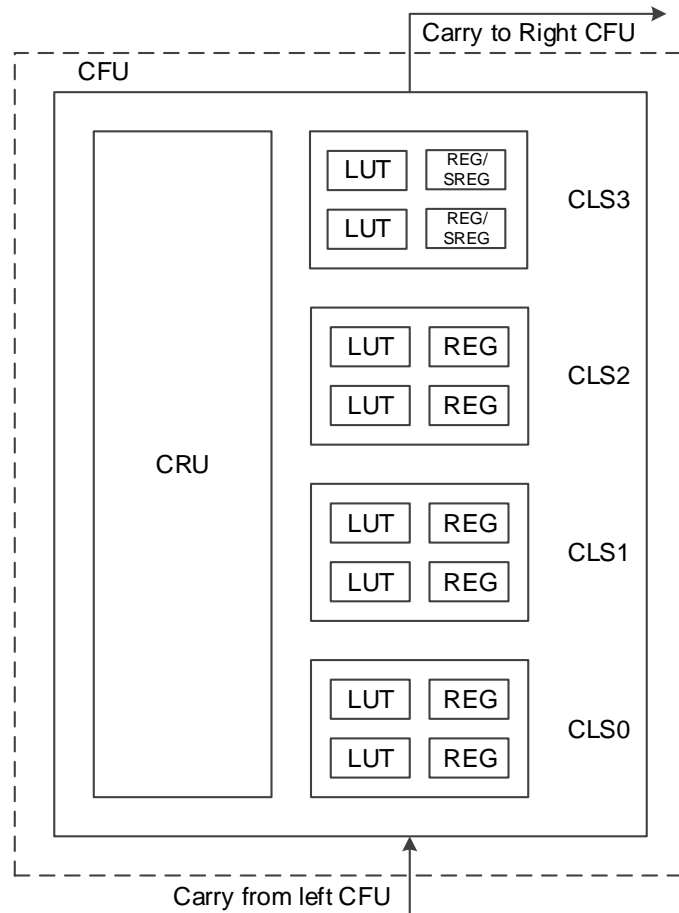 Carry to Right CFU
CFU
LUT
REG/
SREG
LUT
REG/
SREG
CLS3
LUT
REG
LUT
REG
CLS2
CRU
LUT
REG
LUT
REG
CLS1
LUT
REG
LUT
REG
CLS0
Carry from left CFU